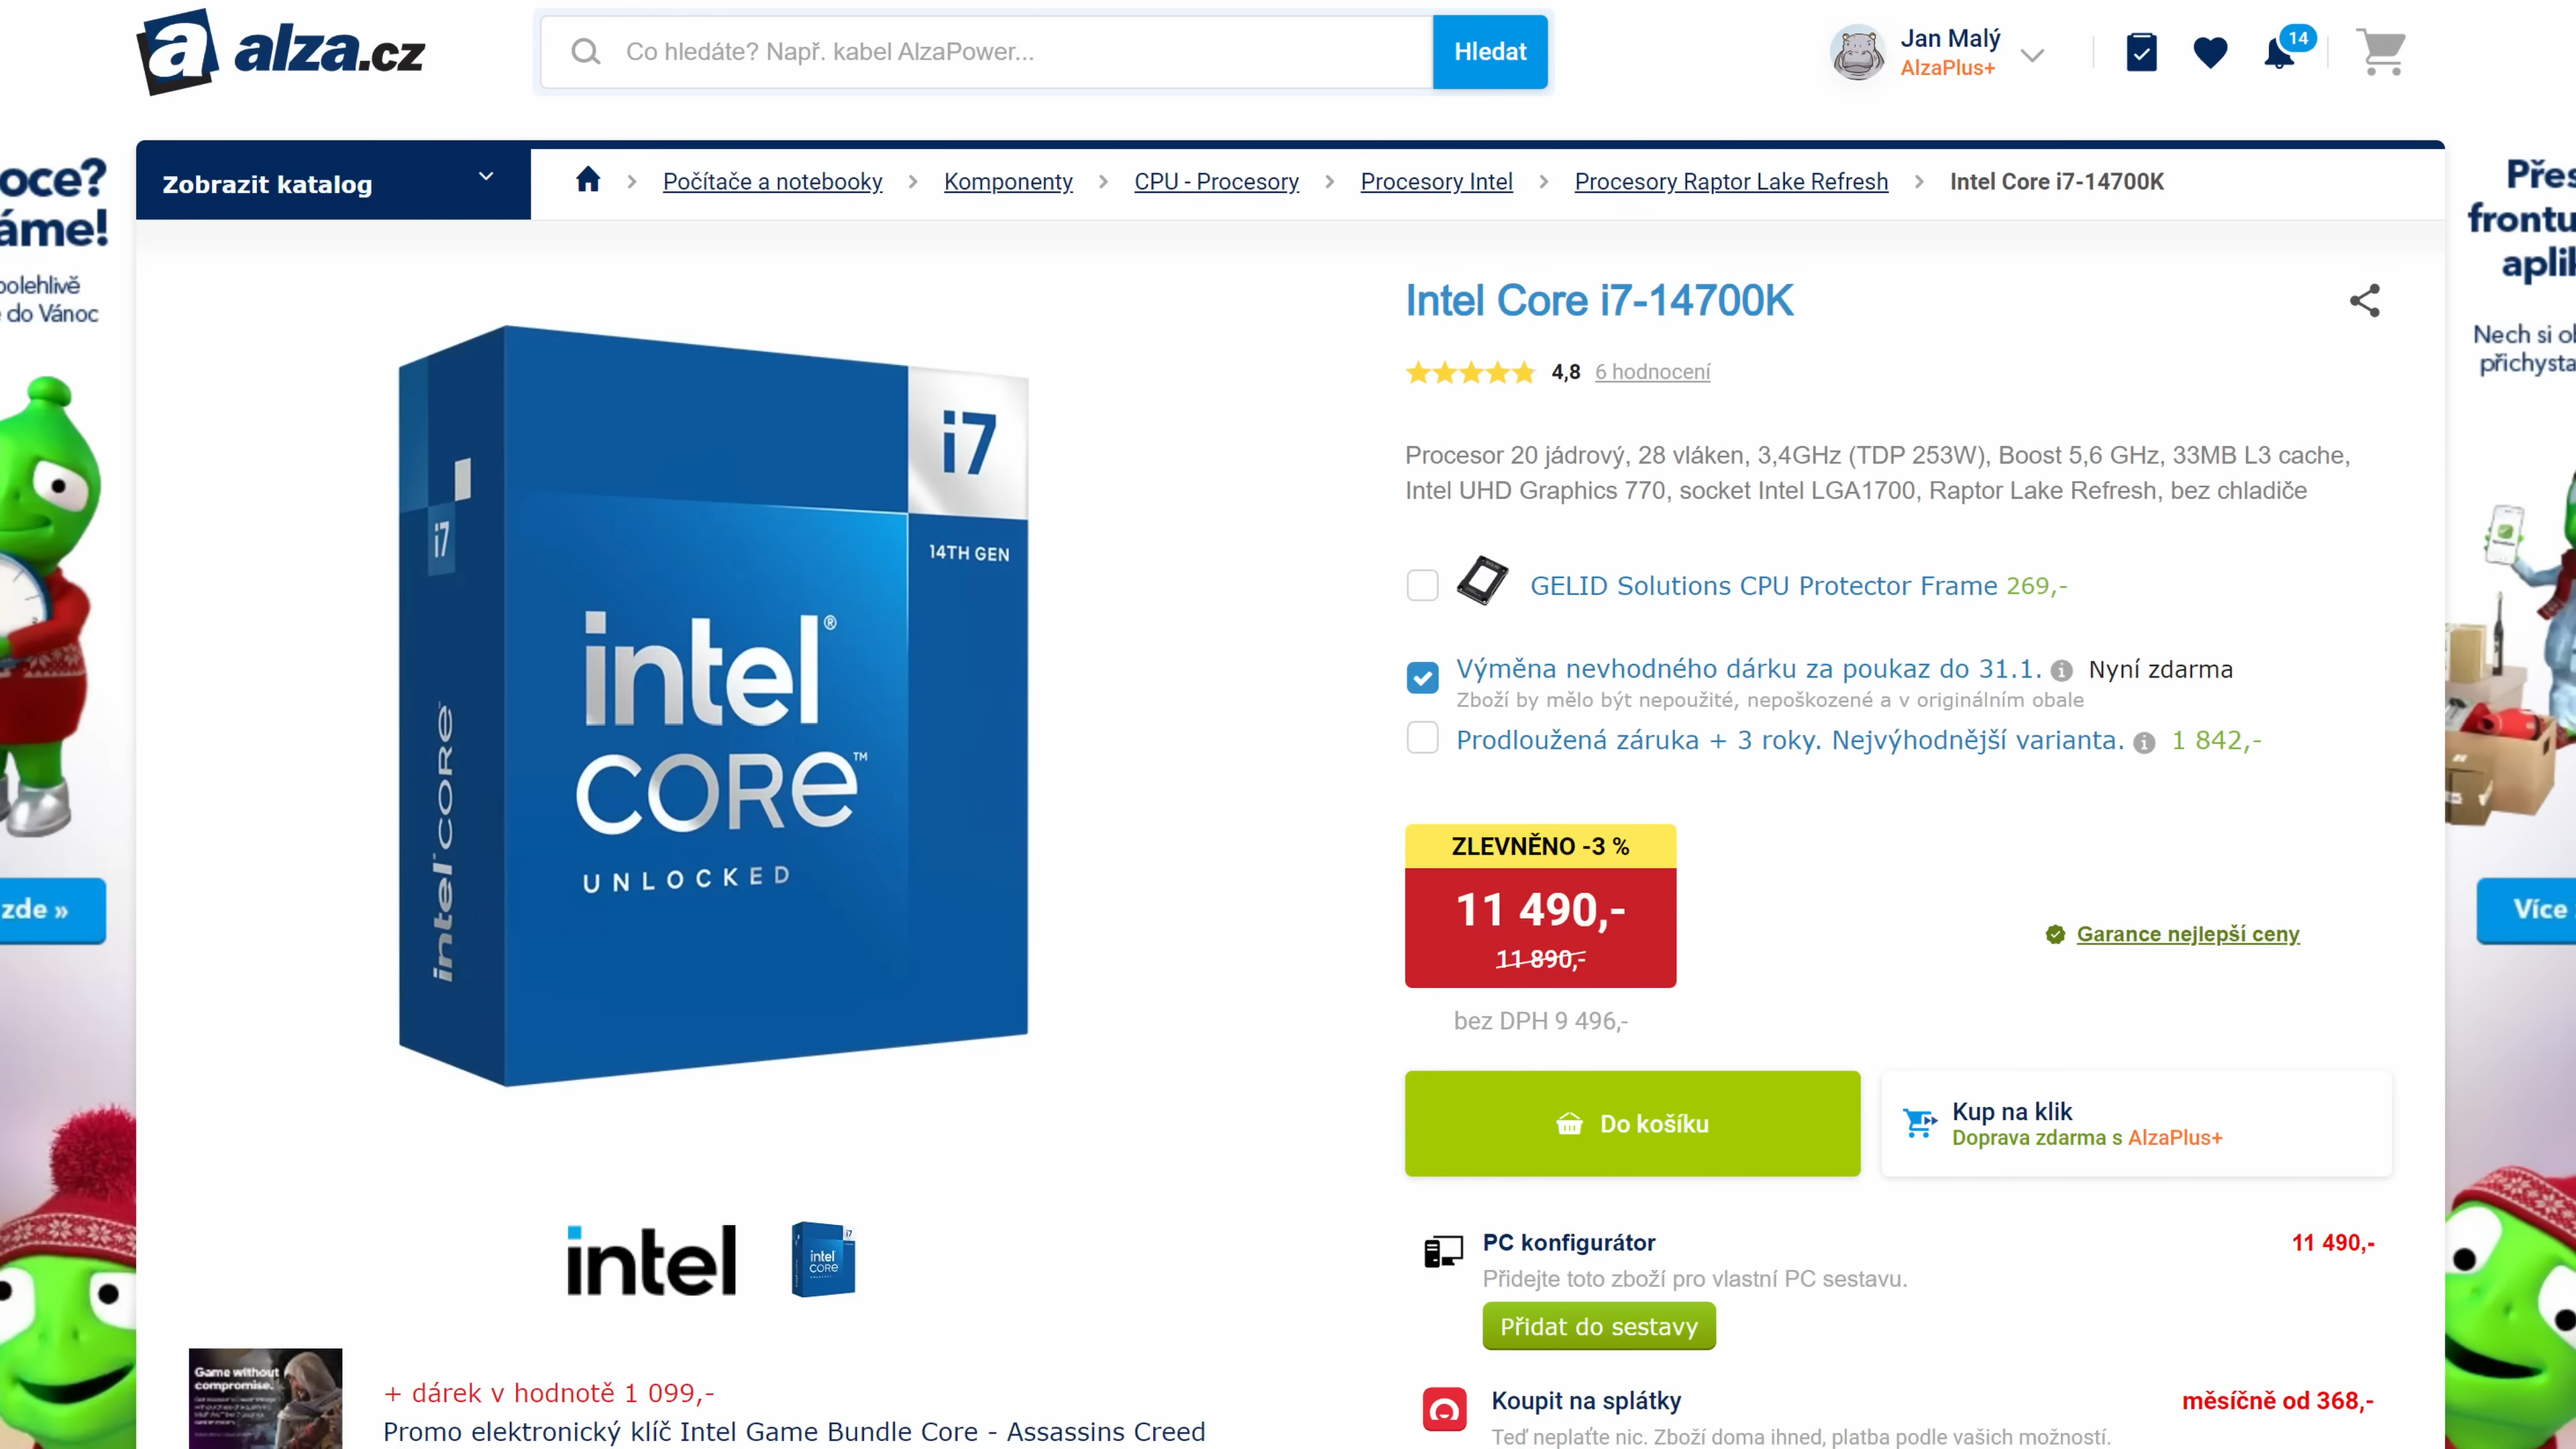 alza.cz
Co hledáte? Např. kabel AlzaPower...
Hledat
Jan Malý
AlzaPlus+
14
Zobrazit katalog
Počítače a notebooky
Komponenty
CPU - Procesory
Procesory Intel
Procesory Raptor Lake Refresh
Intel Core i7-14700K
oce?
áme!
polehlivě
do Vánoc
zde »
i7
14TH GEN
intel®
CORE™
UNLOCKED
i7
intel CORE
intel
+ dárek v hodnotě 1 099,-
Promo elektronický klíč Intel Game Bundle Core - Assassins Creed
Game without
compromise.
Intel Core i7-14700K
4,8 6 hodnocení
Procesor 20 jádrový, 28 vláken, 3,4GHz (TDP 253W), Boost 5,6 GHz, 33MB L3 cache,
Intel UHD Graphics 770, socket Intel LGA1700, Raptor Lake Refresh, bez chladiče
GELID Solutions CPU Protector Frame 269,-
Výměna nevhodného dárku za poukaz do 31.1. Nyní zdarma
Zboží by mělo být nepoužité, nepoškozené a v originálním obale
Prodloužená záruka + 3 roky. Nejvýhodnější varianta. 1 842,-
ZLEVNĚNO -3 %
11 490,-
11 890,-
Garance nejlepší ceny
bez DPH 9 496,-
Do košíku
Kup na klik
Doprava zdarma s AlzaPlus+
PC konfigurátor
11 490,-
Přidejte toto zboží pro vlastní PC sestavu.
Přidat do sestavy
Koupit na splátky
měsíčně od 368,-
Teď neplaťte nic. Zboží doma ihned, platba podle vašich možností.
Přes
frontu
aplik
Nech si ol
přichysta
Více